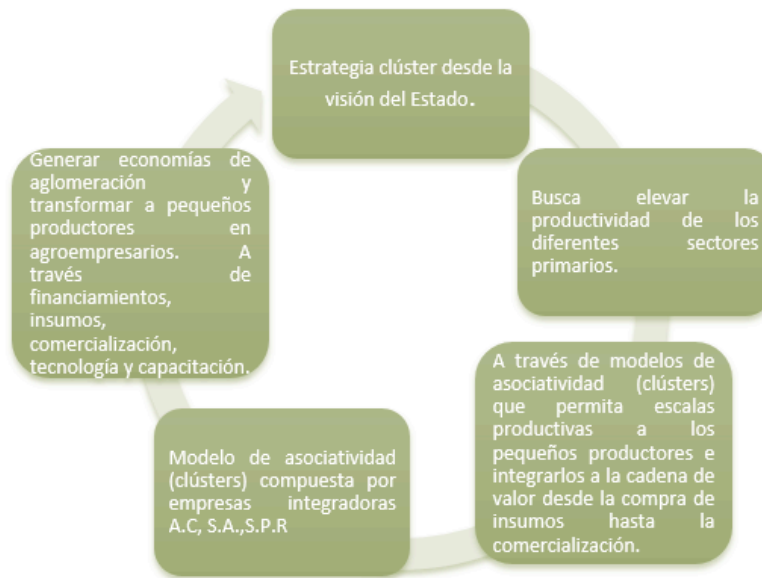 Estrategia clúster desde la
visión del Estado.
Busca elevar la
productividad de los
diferentes sectores
primarios.
A través de modelos de
asociatividad (clústers)
que permita escalas
productivas a los
pequeños productores e
integrarlos a la cadena de
valor desde la compra de
insumos hasta la
comercialización.
Modelo de asociatividad
(clústers) compuesta por
empresas integradoras
A.C, S.A.,S.P.R
Generar economías de
aglomeración y
transformar a pequeños
productores en
agroempresarios. A
través de
financiamientos,
insumos,
comercialización,
tecnología y capacitación.